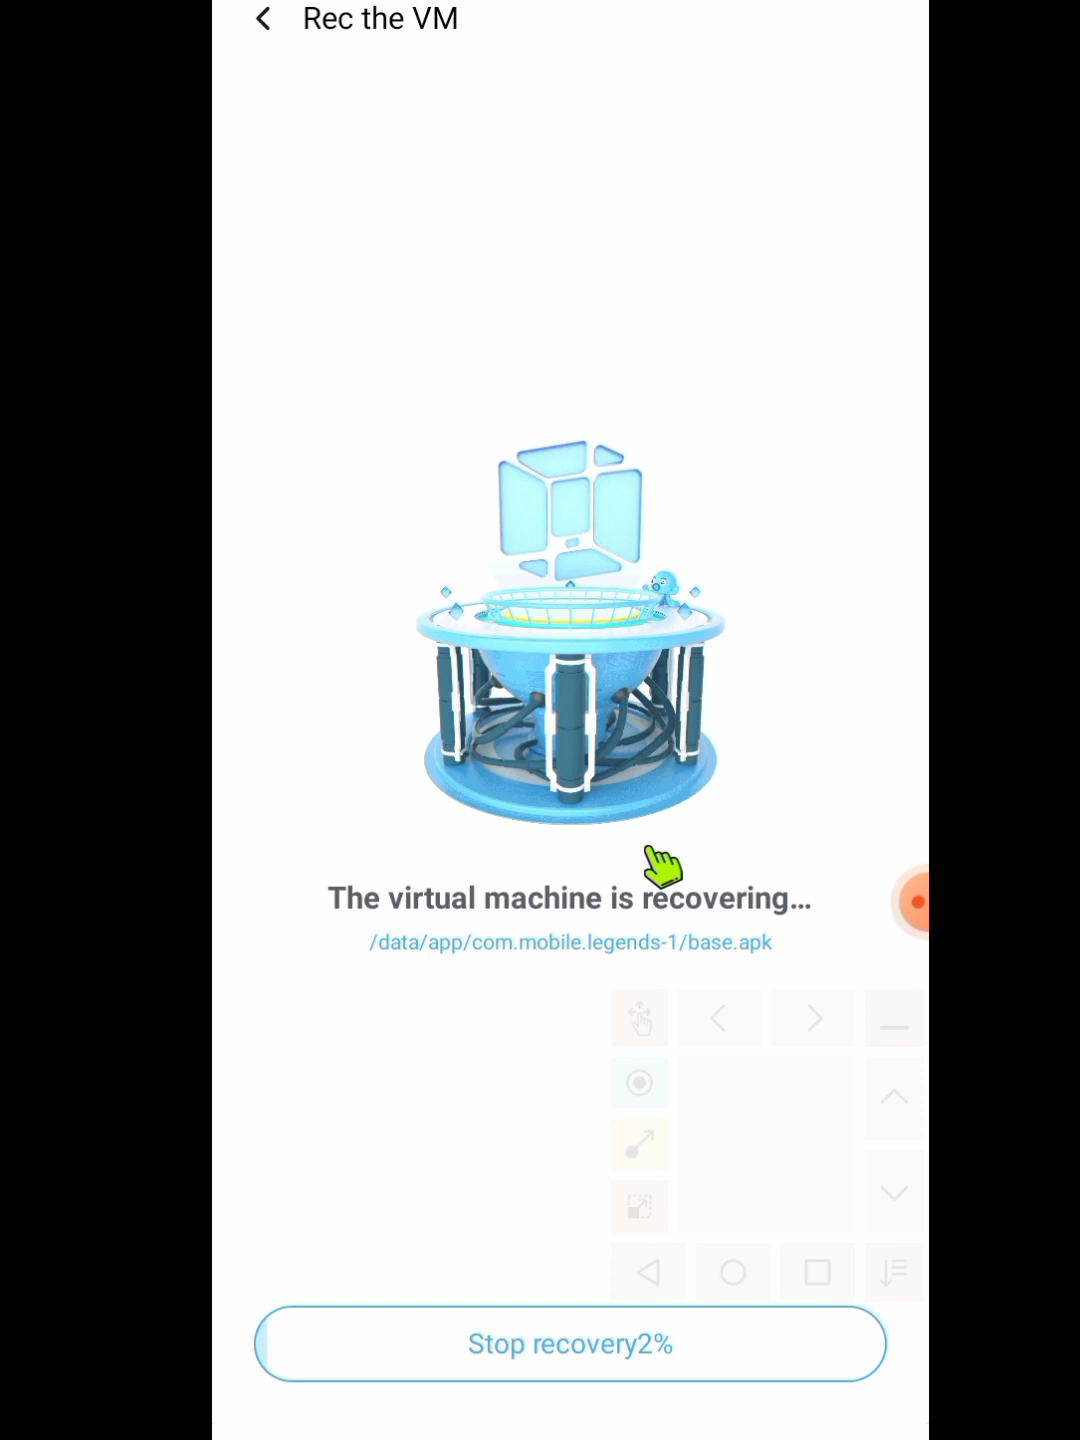 Rec the VM
The virtual machine is recovering...
/data/app/com.mobile.legends-1/base.apk
Stop recovery2%